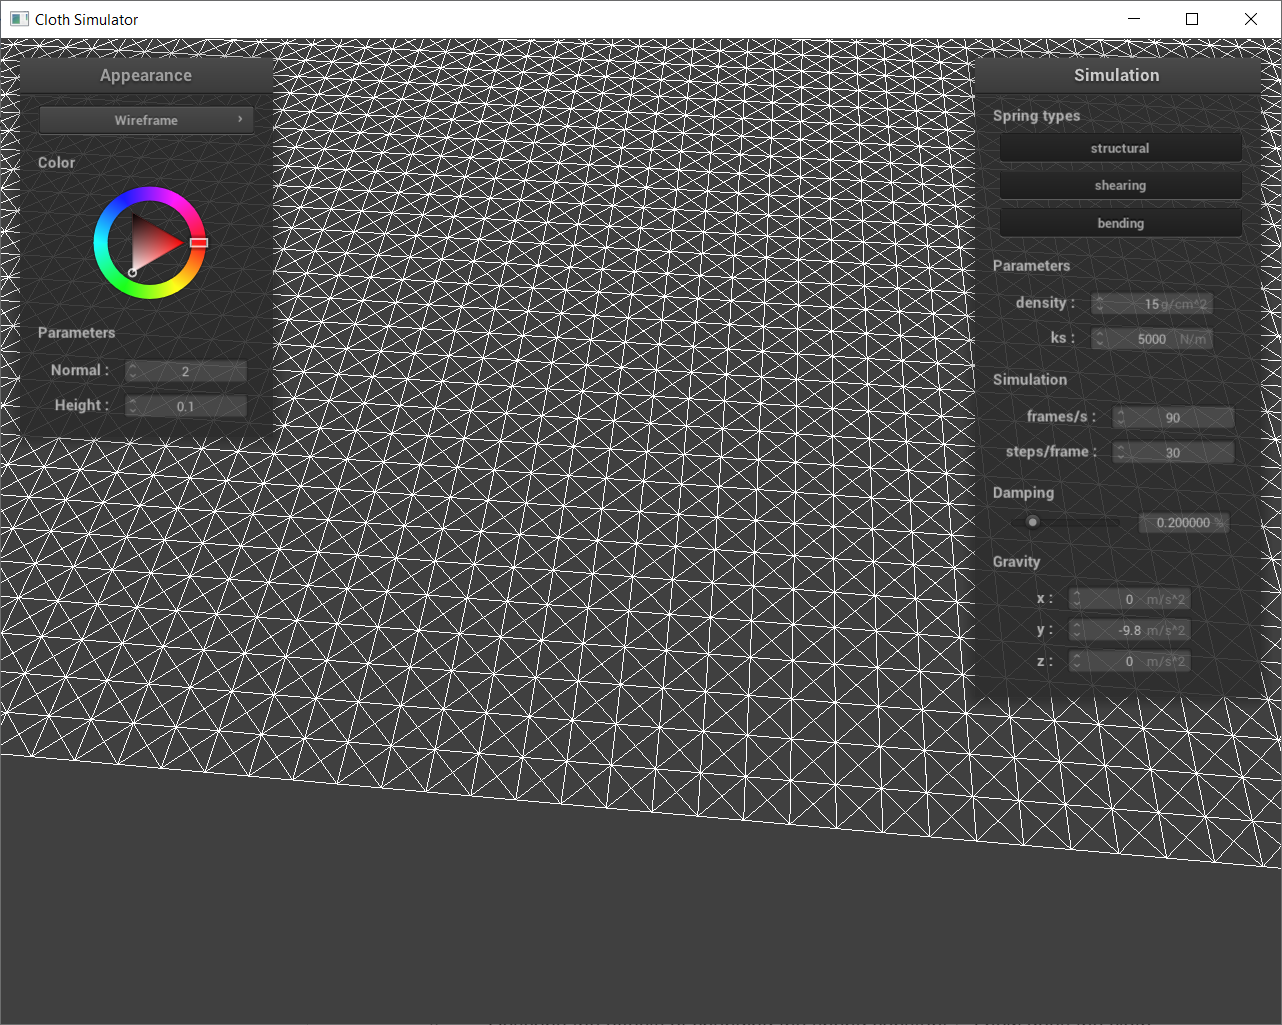 Cloth Simulator
Appearance
Wireframe
Color
Parameters
Normal : 2
Height : 0.1
Simulation
Spring types
structural
shearing
bending
Parameters
density : 15 g/cm^2
ks : 5000 N/m
Simulation
frames/s : 90
steps/frame : 30
Damping
0.200000 %
Gravity
x : 0 m/s^2
y : -9.8 m/s^2
z : 0 m/s^2